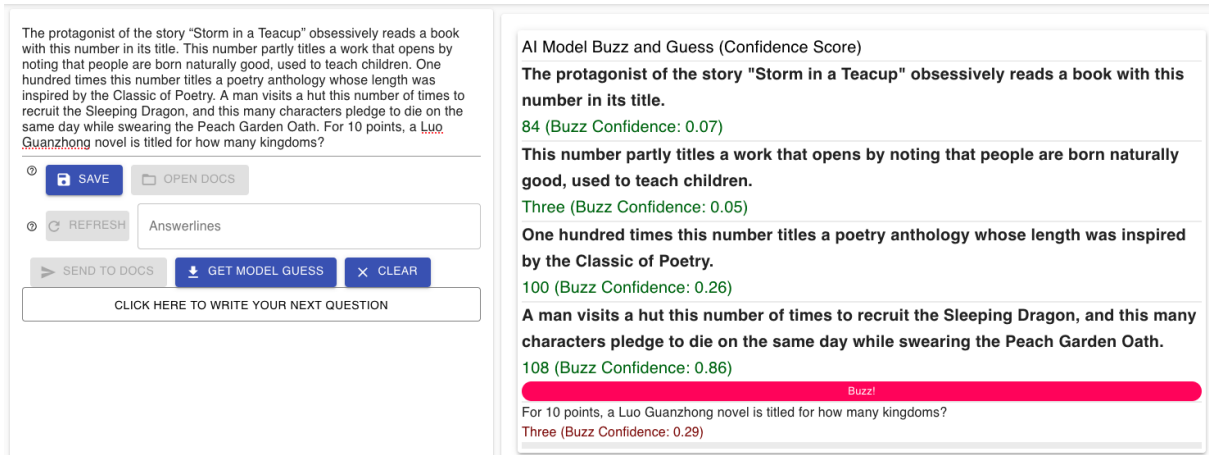 The protagonist of the story “Storm in a Teacup” obsessively reads a book
with this number in its title. This number partly titles a work that opens by
noting that people are born naturally good, used to teach children. One
hundred times this number titles a poetry anthology whose length was
inspired by the Classic of Poetry. A man visits a hut this number of times to
recruit the Sleeping Dragon, and this many characters pledge to die on the
same day while swearing the Peach Garden Oath. For 10 points, a Luo
Guanzhong novel is titled for how many kingdoms?
SAVE
OPEN DOCS
REFRESH
Answerlines
SEND TO DOCS
GET MODEL GUESS
CLEAR
CLICK HERE TO WRITE YOUR NEXT QUESTION
AI Model Buzz and Guess (Confidence Score)
The protagonist of the story "Storm in a Teacup" obsessively reads a book with this
number in its title.
84 (Buzz Confidence: 0.07)
This number partly titles a work that opens by noting that people are born naturally
good, used to teach children.
Three (Buzz Confidence: 0.05)
One hundred times this number titles a poetry anthology whose length was inspired
by the Classic of Poetry.
100 (Buzz Confidence: 0.26)
A man visits a hut this number of times to recruit the Sleeping Dragon, and this many
characters pledge to die on the same day while swearing the Peach Garden Oath.
108 (Buzz Confidence: 0.86)
Buzz!
For 10 points, a Luo Guanzhong novel is titled for how many kingdoms?
Three (Buzz Confidence: 0.29)